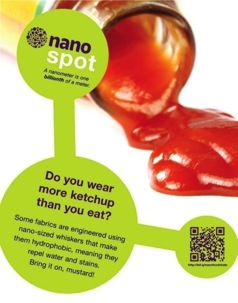 nano
spot
A nanometer is one
billionth of a meter
Do you wear
more ketchup
than you eat?
Some fabrics are engineered using
nano-sized whiskers that make
them hydrophobic, meaning they
repel water and stains.
Bring it on, mustard!